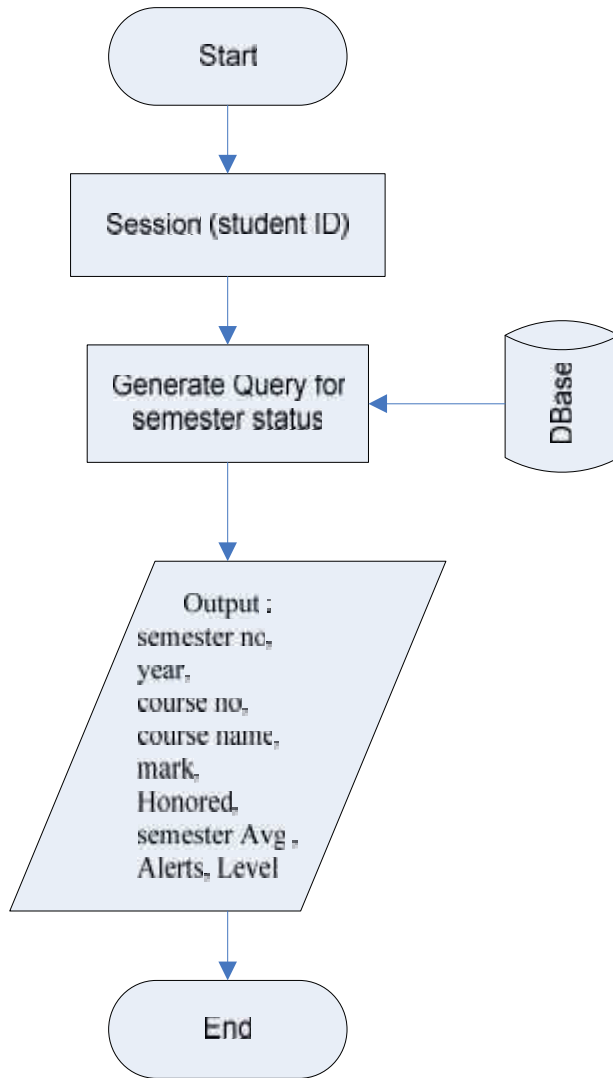 Start
Session (student ID)
Generate Query for
semester status
DBase
Output :
semester no,
year,
course no,
course name,
mark,
Honored,
semester Avg ,
Alerts, Level
End